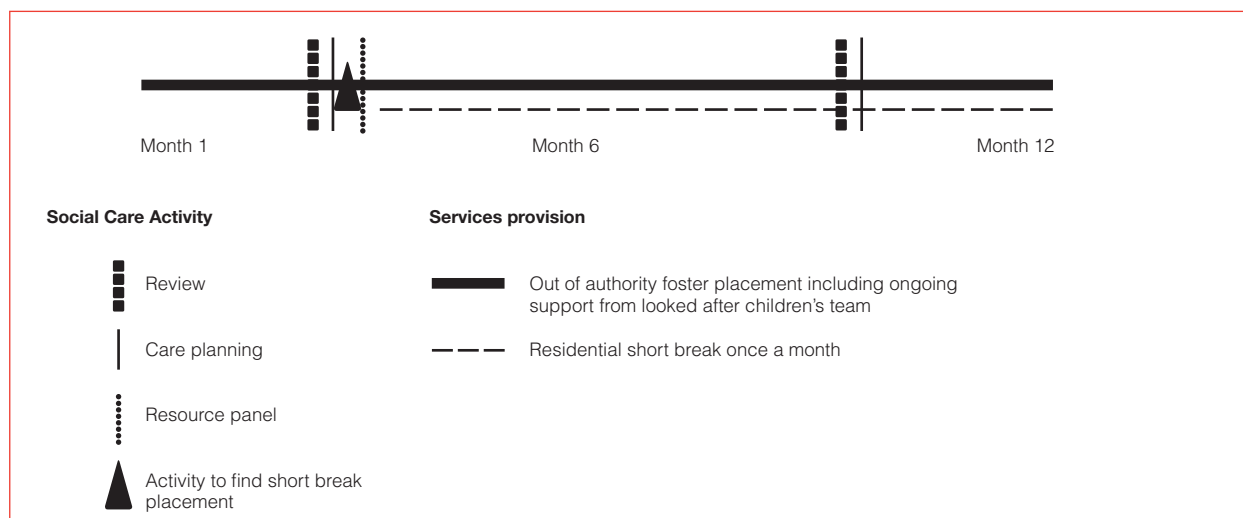 Month 1
Month 6
Month 12
Social Care Activity
Review
Care planning
Resource panel
Activity to find short break
placement
Services provision
Out of authority foster placement including ongoing
support from looked after children's team
Residential short break once a month